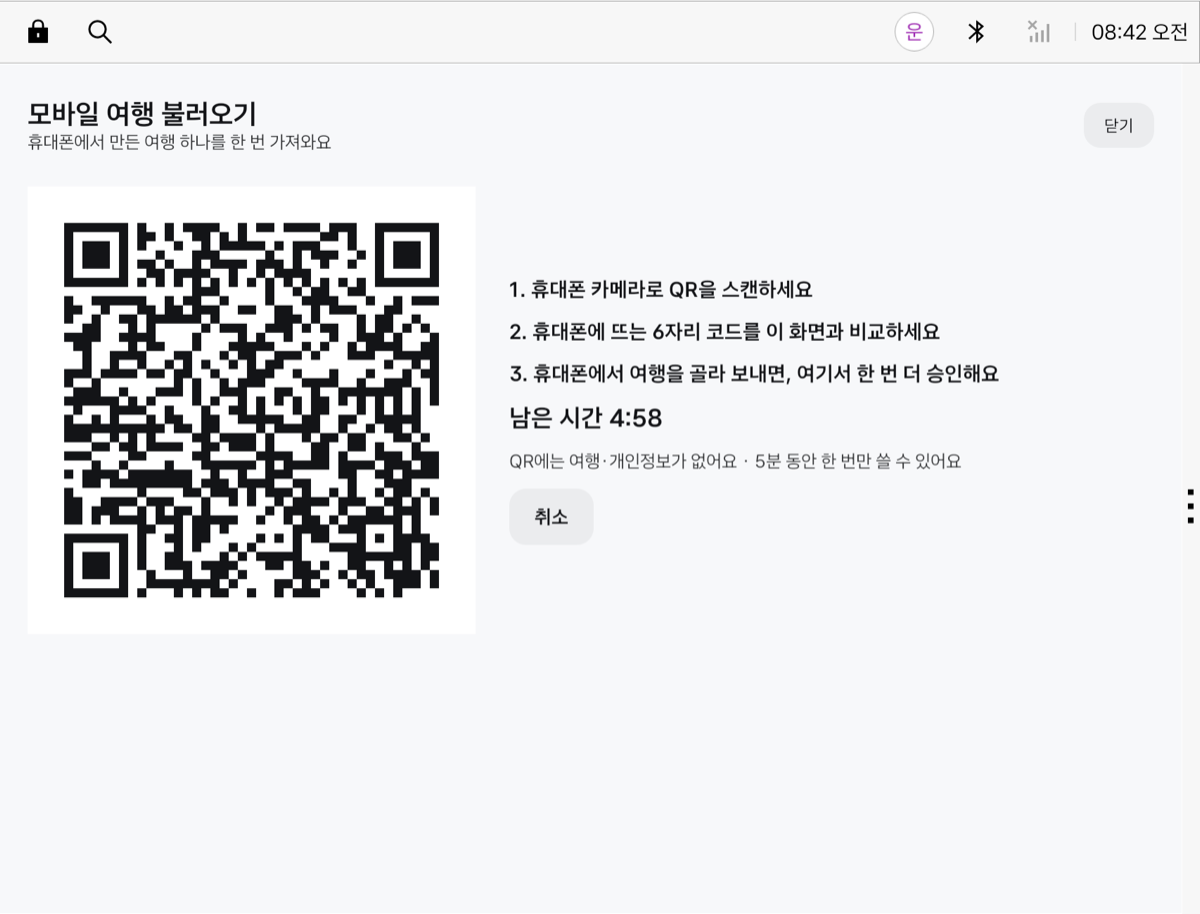 운
08:42 오전
모바일 여행 불러오기
휴대폰에서 만든 여행 하나를 한 번 가져와요
닫기
1. 휴대폰 카메라로 QR을 스캔하세요
2. 휴대폰에 뜨는 6자리 코드를 이 화면과 비교하세요
3. 휴대폰에서 여행을 골라 보내면, 여기서 한 번 더 승인해요
남은 시간 4:58
QR에는 여행·개인정보가 없어요 · 5분 동안 한 번만 쓸 수 있어요
취소